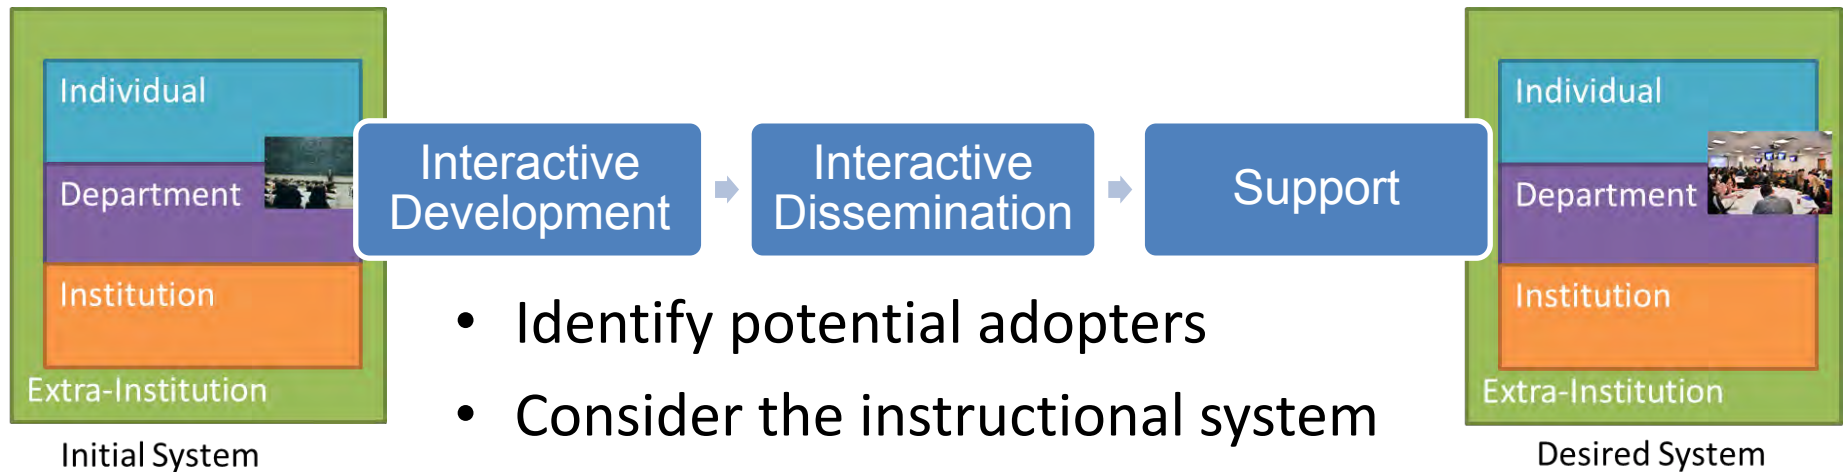 Individual
Department
Institution
Extra-Institution
Initial System
Interactive
Development
Interactive
Dissemination
Support
• Identify potential adopters
• Consider the instructional system
Individual
Department
Institution
Extra-Institution
Desired System